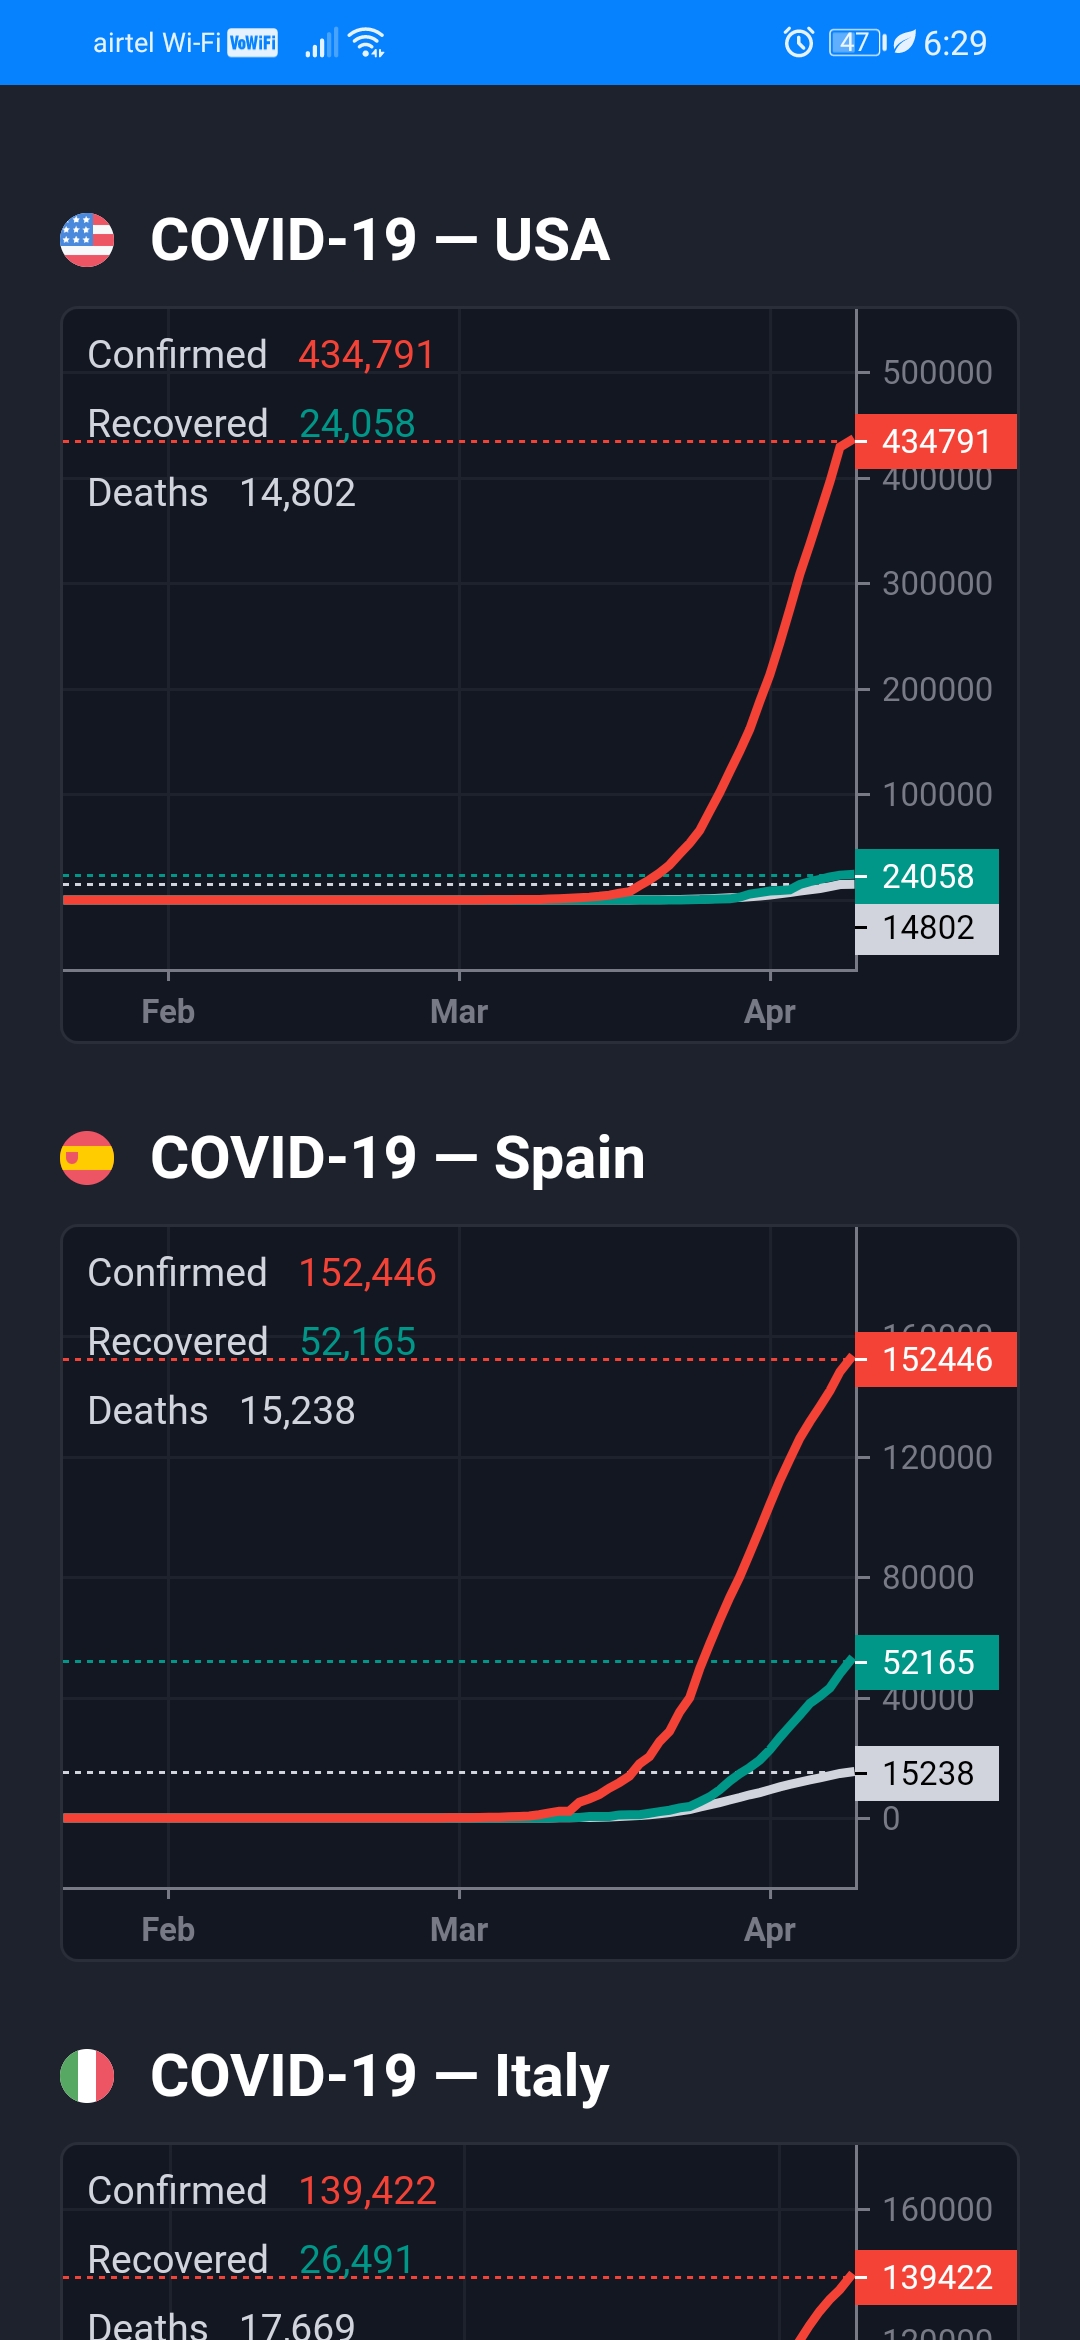 airtel Wi-Fi VoWiFi 47 6:29
COVID-19 — USA
Confirmed 434,791
Recovered 24,058
Deaths 14,802
500000
434791
400000
300000
200000
100000
24058
14802
Feb Mar Apr
COVID-19 — Spain
Confirmed 152,446
Recovered 52,165
Deaths 15,238
160000
152446
120000
80000
52165
40000
15238
0
Feb Mar Apr
COVID-19 — Italy
Confirmed 139,422
Recovered 26,491
Deaths 17,669
160000
139422
120000